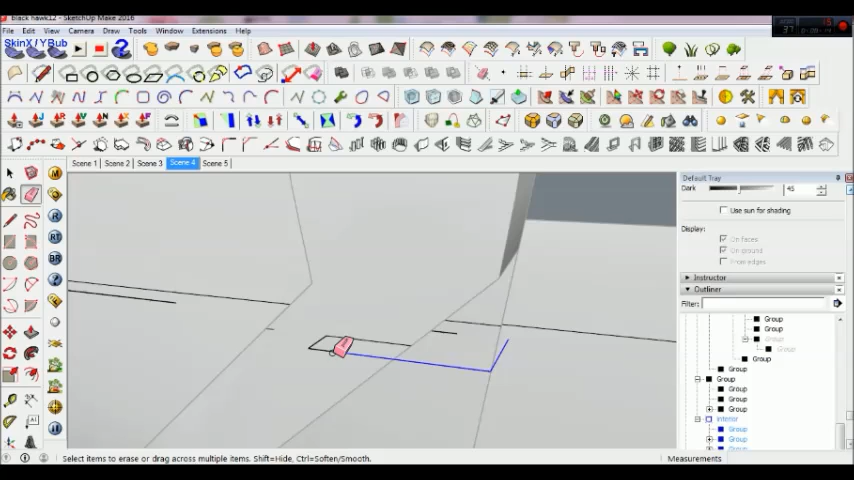 black hawk12 - SketchUp Make 2016
File Edit View Camera Draw Tools Window Extensions Help
SkinX/YBub
Scene 1 Scene 2 Scene 3 Scene 4 Scene 5
Default Tray
Dark 45
Use sun for shading
Display:
On faces
On ground
From edges
Instructor
Outliner
Filter:
Group
Group
Group
Group
Group
Group
Group
Group
Group
Group
Interior
Group
Group
M
R
RT
BR
Select items to erase or drag across multiple items. Shift=Hide, Ctrl=Soften/Smooth.
Measurements